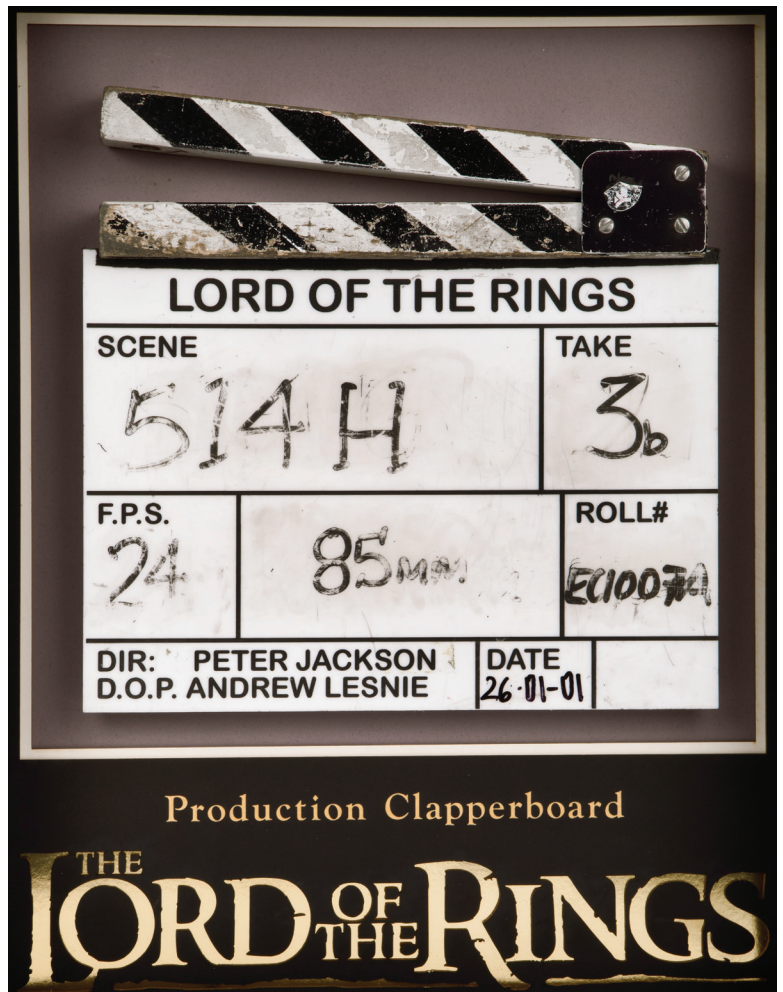 LORD OF THE RINGS
SCENE
TAKE
514 H
3b
F.P.S.
ROLL#
24
85mm
DIR: PETER JACKSON
D.O.P. ANDREW LESNIE
DATE
26·01-01
Production Clapperboard
THE
LORD OF THE RINGS